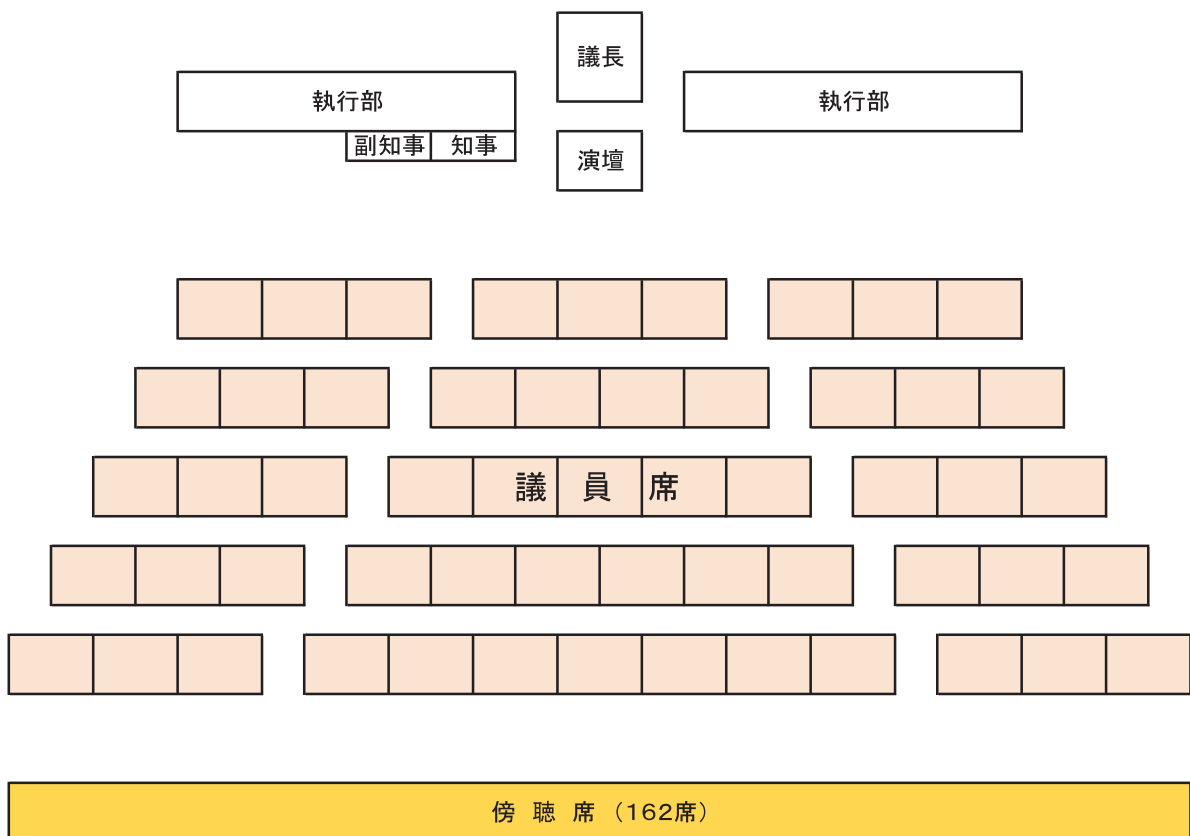 議長
執行部
執行部
副知事
知事
演壇
議員席
傍聴席（162席）